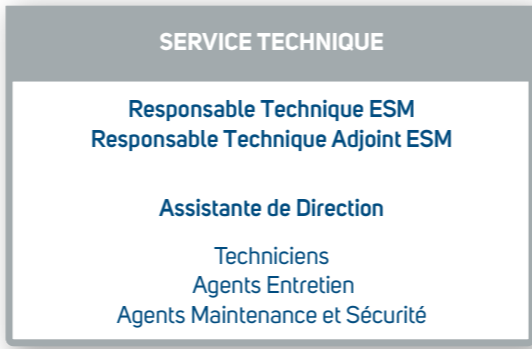 SERVICE TECHNIQUE
Responsable Technique ESM
Responsable Technique Adjoint ESM
Assistante de Direction
Techniciens
Agents Entretien
Agents Maintenance et Sécurité